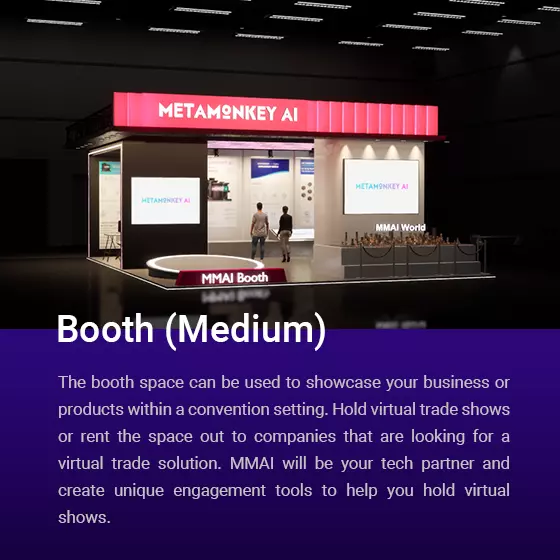 METAMONKEY AI
METAMONKEY AI
METAMONKEY AI
MMAI World
MMAI Booth
Booth (Medium)
The booth space can be used to showcase your business or
products within a convention setting. Hold virtual trade shows
or rent the space out to companies that are looking for a
virtual trade solution. MMAI will be your tech partner and
create unique engagement tools to help you hold virtual
shows.